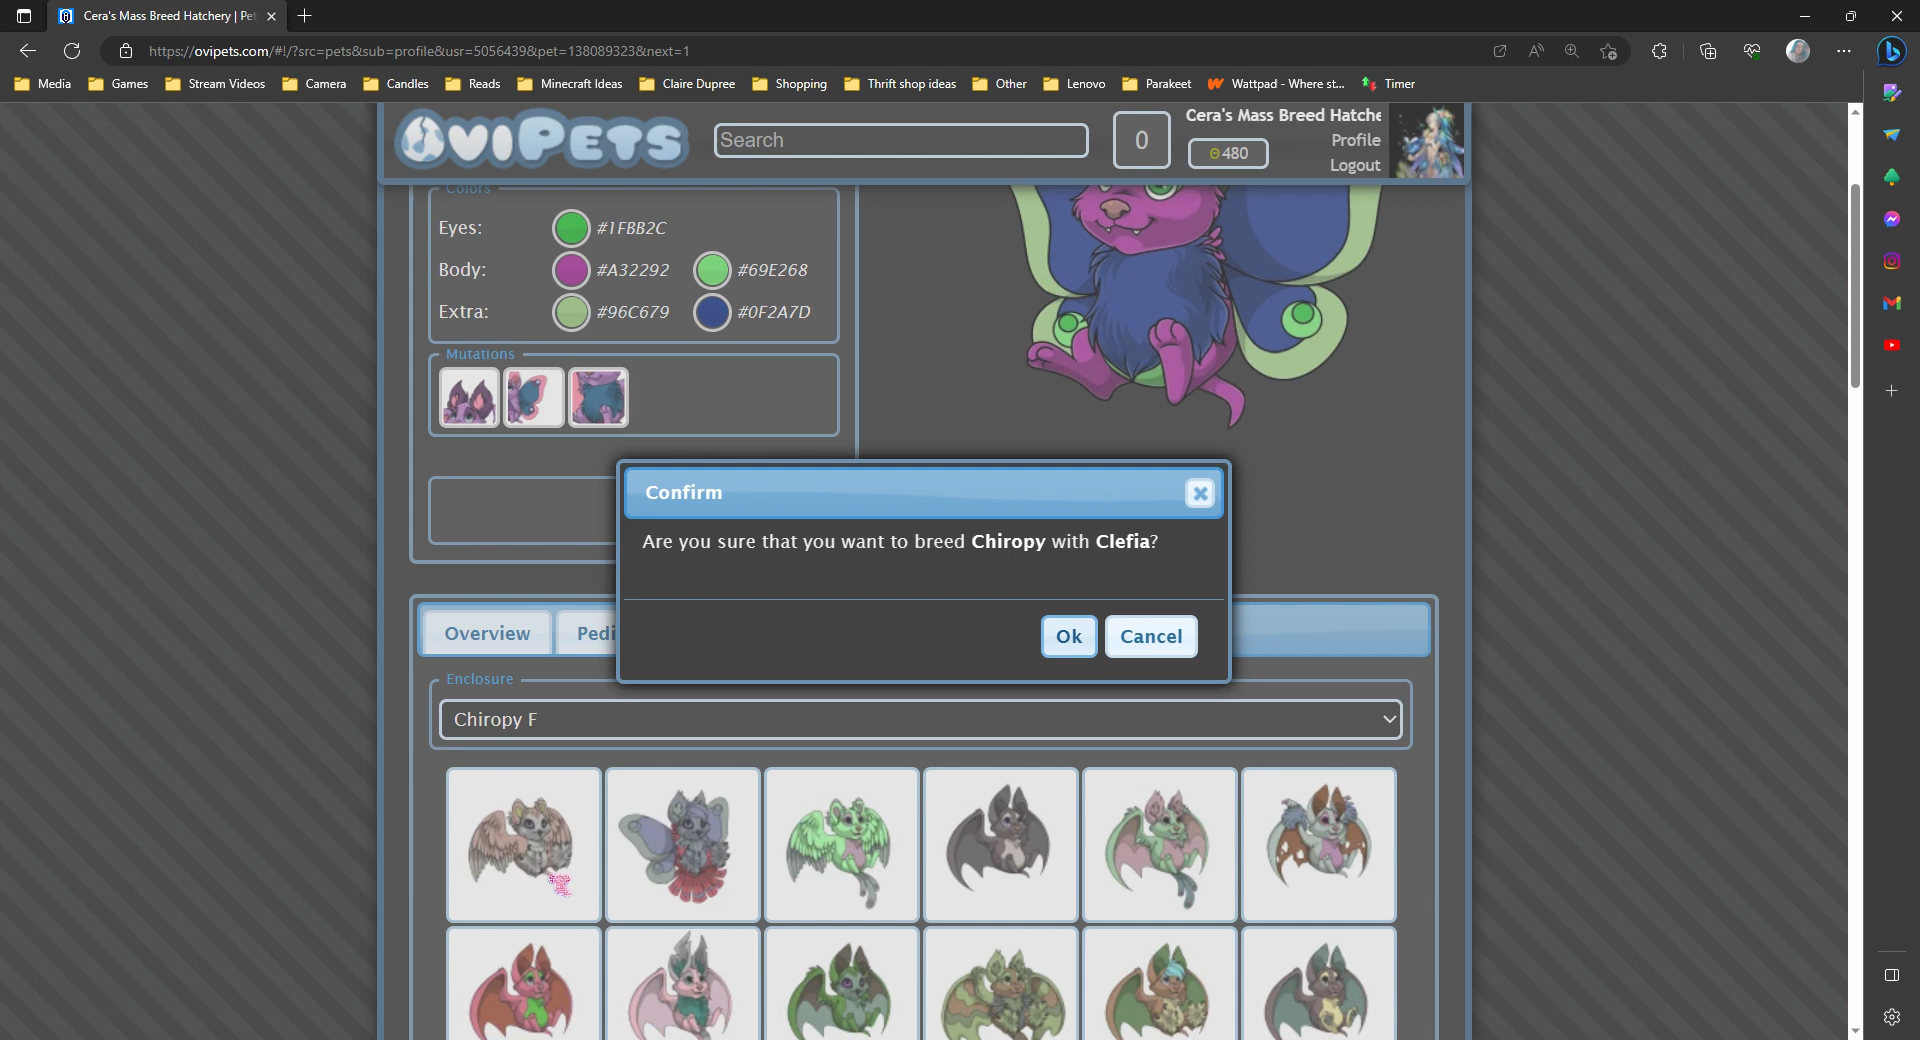 Cera's Mass Breed Hatchery | Pet
https://ovipets.com/#!/?src=pets&sub=profile&usr=5056439&pet=138089323&next=1
Media
Games
Stream Videos
Camera
Candles
Reads
Minecraft Ideas
Claire Dupree
Shopping
Thrift shop ideas
Other
Lenovo
Parakeet
Wattpad - Where st...
Timer
OviPets
Search
0
Cera's Mass Breed Hatche
480
Profile
Logout
Colors
Eyes: #1FBB2C
Body: #A32292 #69E268
Extra: #96C679 #0F2A7D
Mutations
Confirm
Are you sure that you want to breed Chiropy with Clefia?
Ok
Cancel
Overview
Pedi
Enclosure
Chiropy F